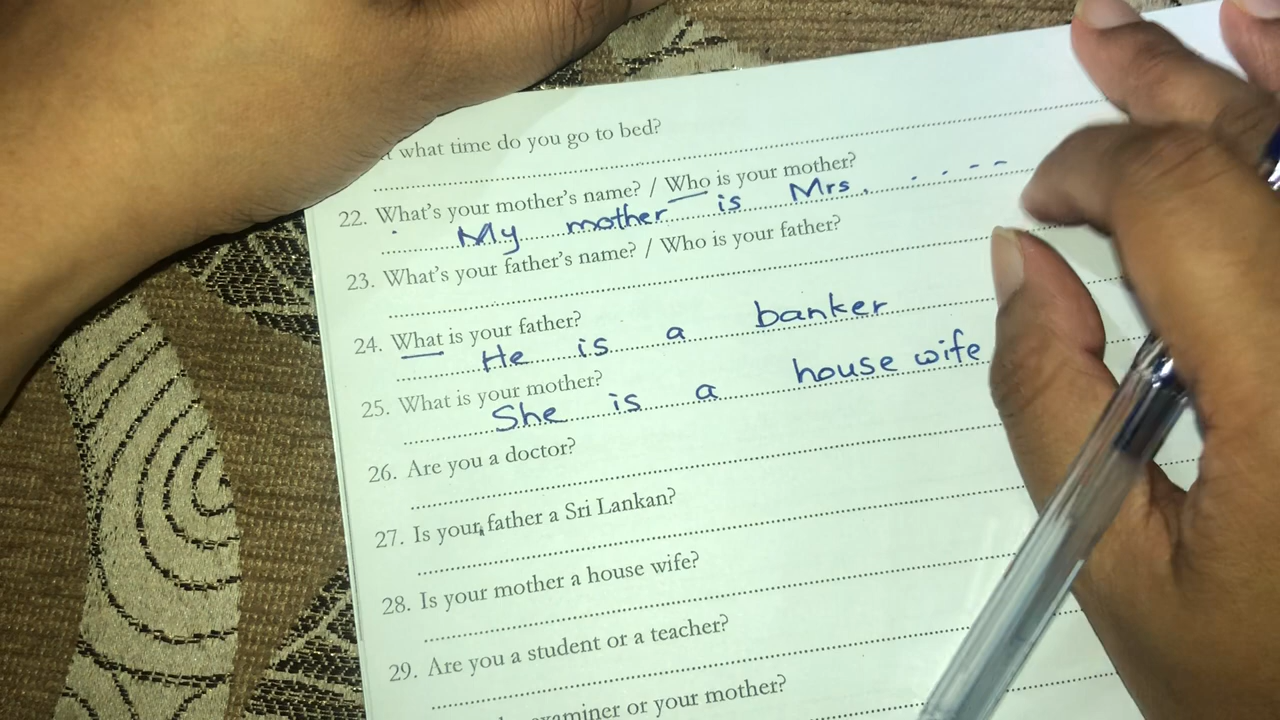 what time do you go to bed?
22. What's your mother's name? / Who is your mother?
My mother is Mrs. . . - -
23. What's your father's name? / Who is your father?
24. What is your father?
He is a banker
25. What is your mother?
She is a house wife
26. Are you a doctor?
27. Is your father a Sri Lankan?
28. Is your mother a house wife?
29. Are you a student or a teacher?
examiner or your mother?